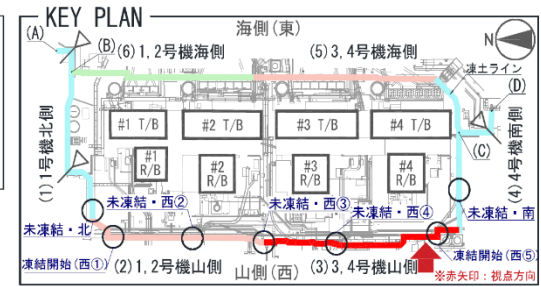 KEY PLAN
海側(東)
(A)
(B)
(6) 1, 2号機海側
(5) 3, 4号機海側
N
凍土ライン
(D)
#1 T/B
#2 T/B
#3 T/B
#4 T/B
(C)
(1) 1号機北側
#1
R/B
#2
R/B
#3
R/B
#4
R/B
(4) 4号機南側
未凍結・西②
未凍結・西③
未凍結・西④
未凍結・南
未凍結・北
凍結開始(西①)
(2) 1, 2号機山側
山側(西)
(3) 3, 4号機山側
凍結開始(西⑤)
※赤矢印：視点方向